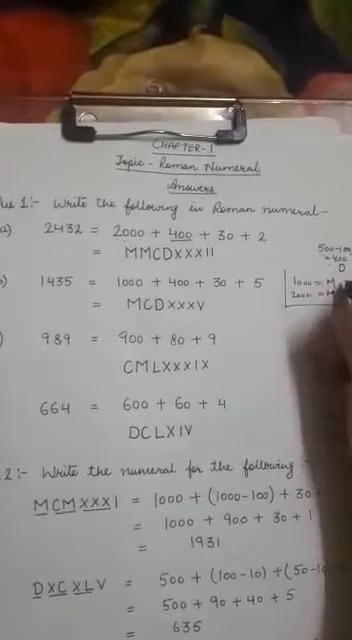 CHAPTER-1
Topic - Roman Numeral
Answers
ue 1:- Write the following in Roman numeral-
a) 2432 = 2000 + 400 + 30 + 2
= MMCDXXXII
500-100
=400
D
1000 = M
2000 = M
) 1435 = 1000 + 400 + 30 + 5
= MCDXXXV
) 989 = 900 + 80 + 9
CMLXXXIX
664 = 600 + 60 + 4
DCLXIV
2:- Write the numeral for the following :-
MCMXXXI = 1000 + (1000-100) + 30
= 1000 + 900 + 30 + 1
= 1931
DXCXLV = 500 + (100-10) + (50-10
= 500 + 90 + 40 + 5
= 635